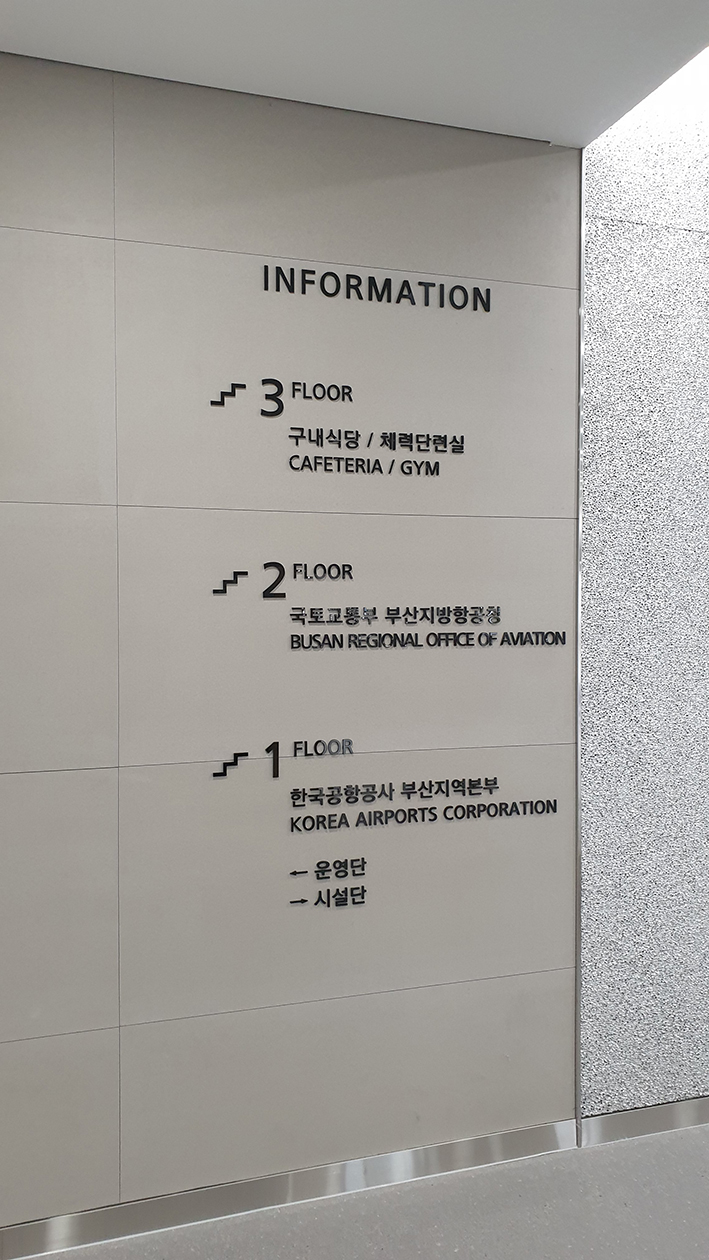 INFORMATION
3 FLOOR
구내식당 / 체력단련실
CAFETERIA / GYM
2 FLOOR
국토교통부 부산지방항공청
BUSAN REGIONAL OFFICE OF AVIATION
1 FLOOR
한국공항공사 부산지역본부
KOREA AIRPORTS CORPORATION
← 운영단
→ 시설단